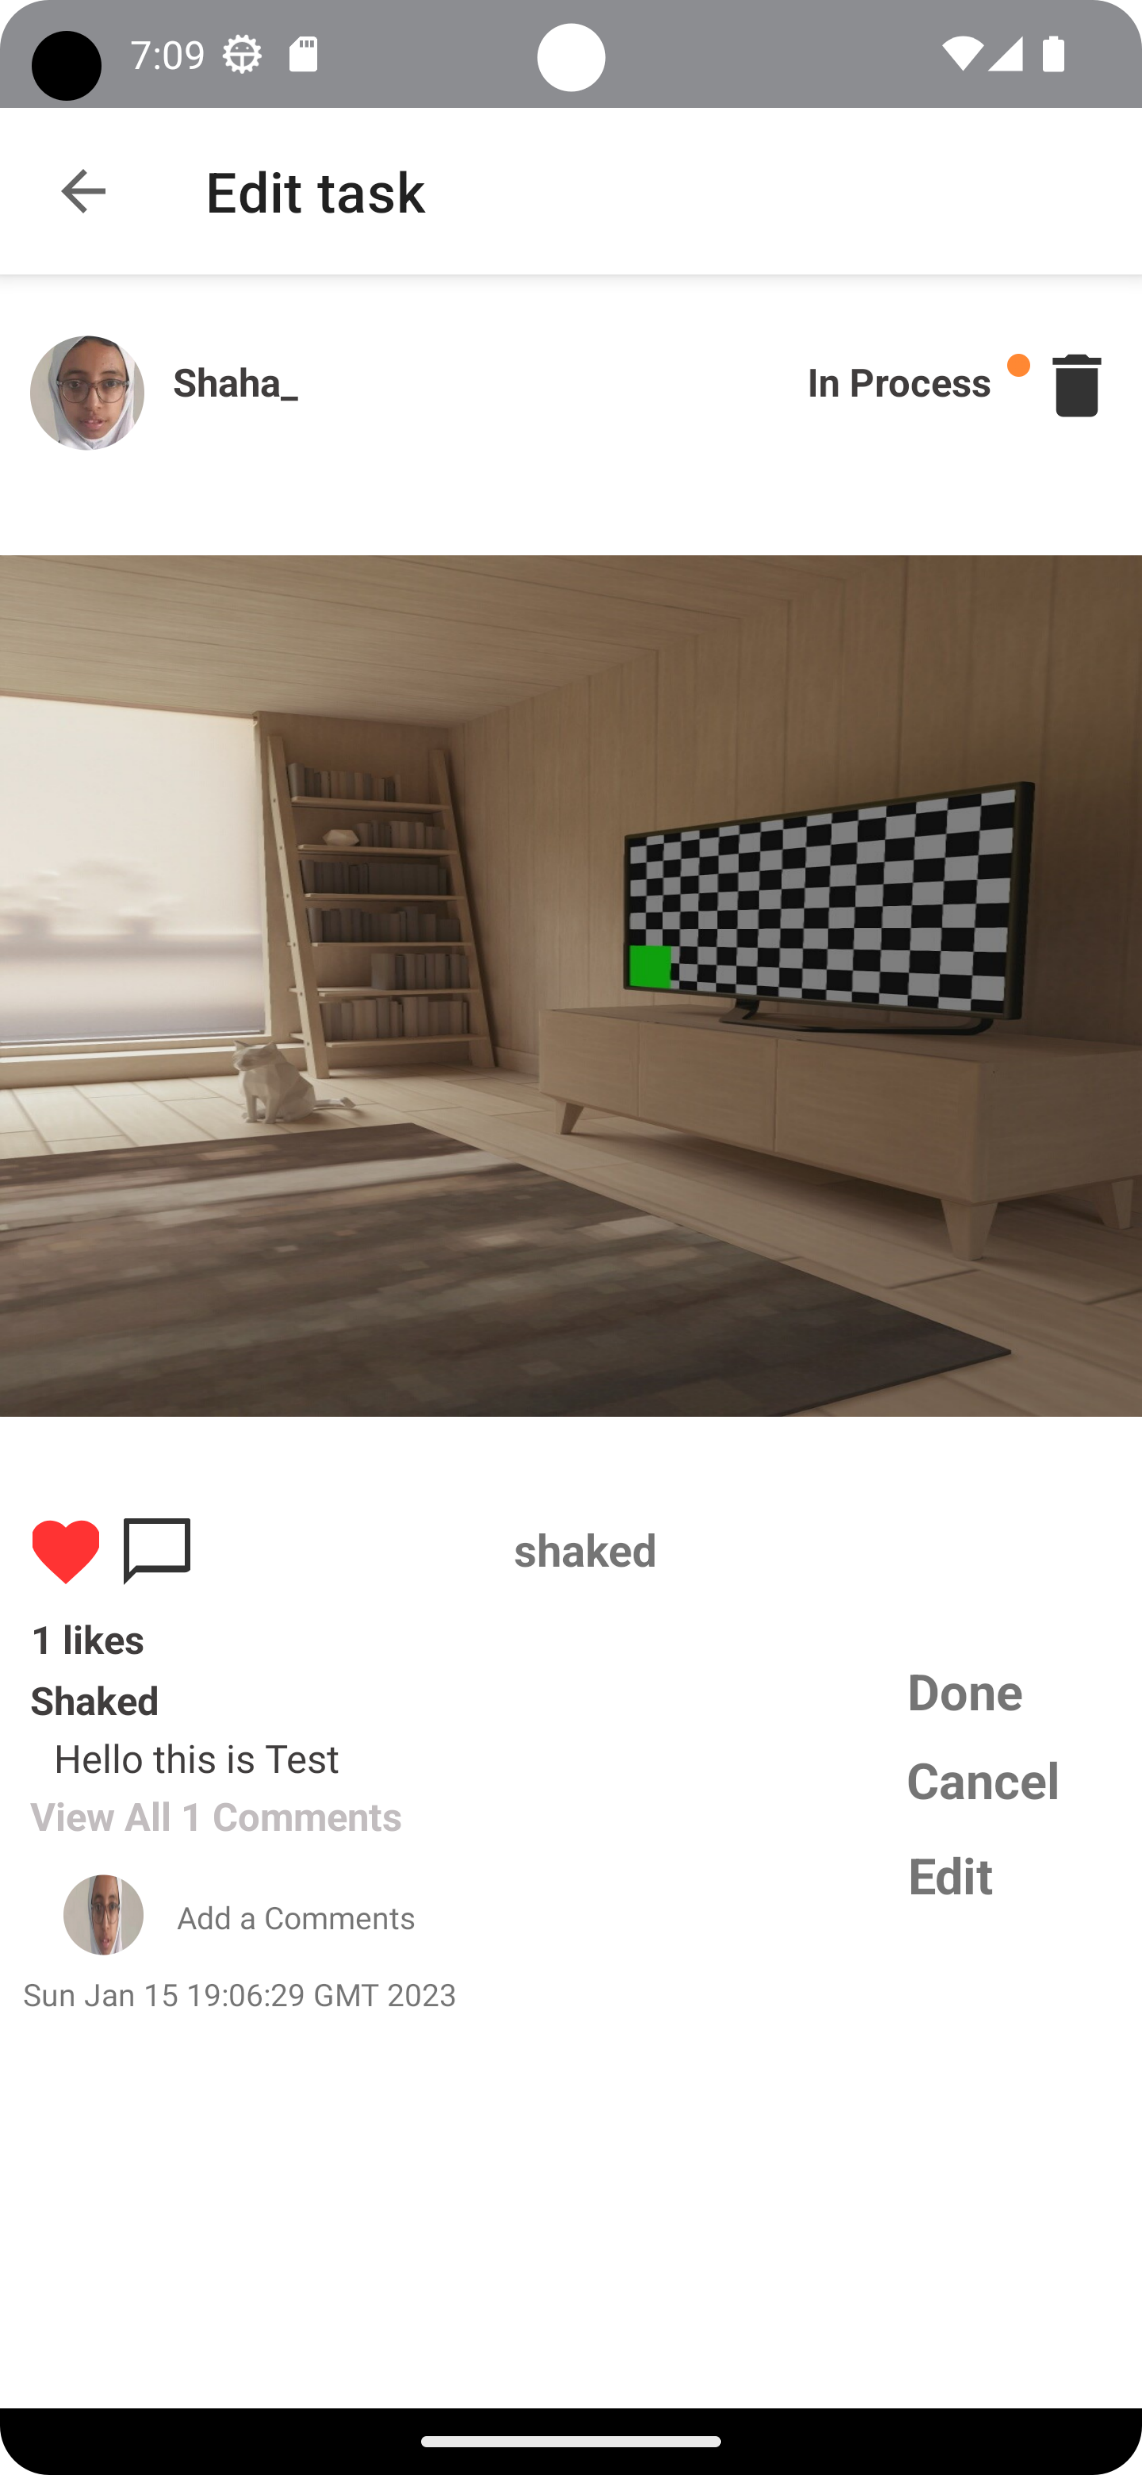 7:09
Edit task
Shaha_
In Process
shaked
1 likes
Shaked
Hello this is Test
View All 1 Comments
Add a Comments
Sun Jan 15 19:06:29 GMT 2023
Done
Cancel
Edit